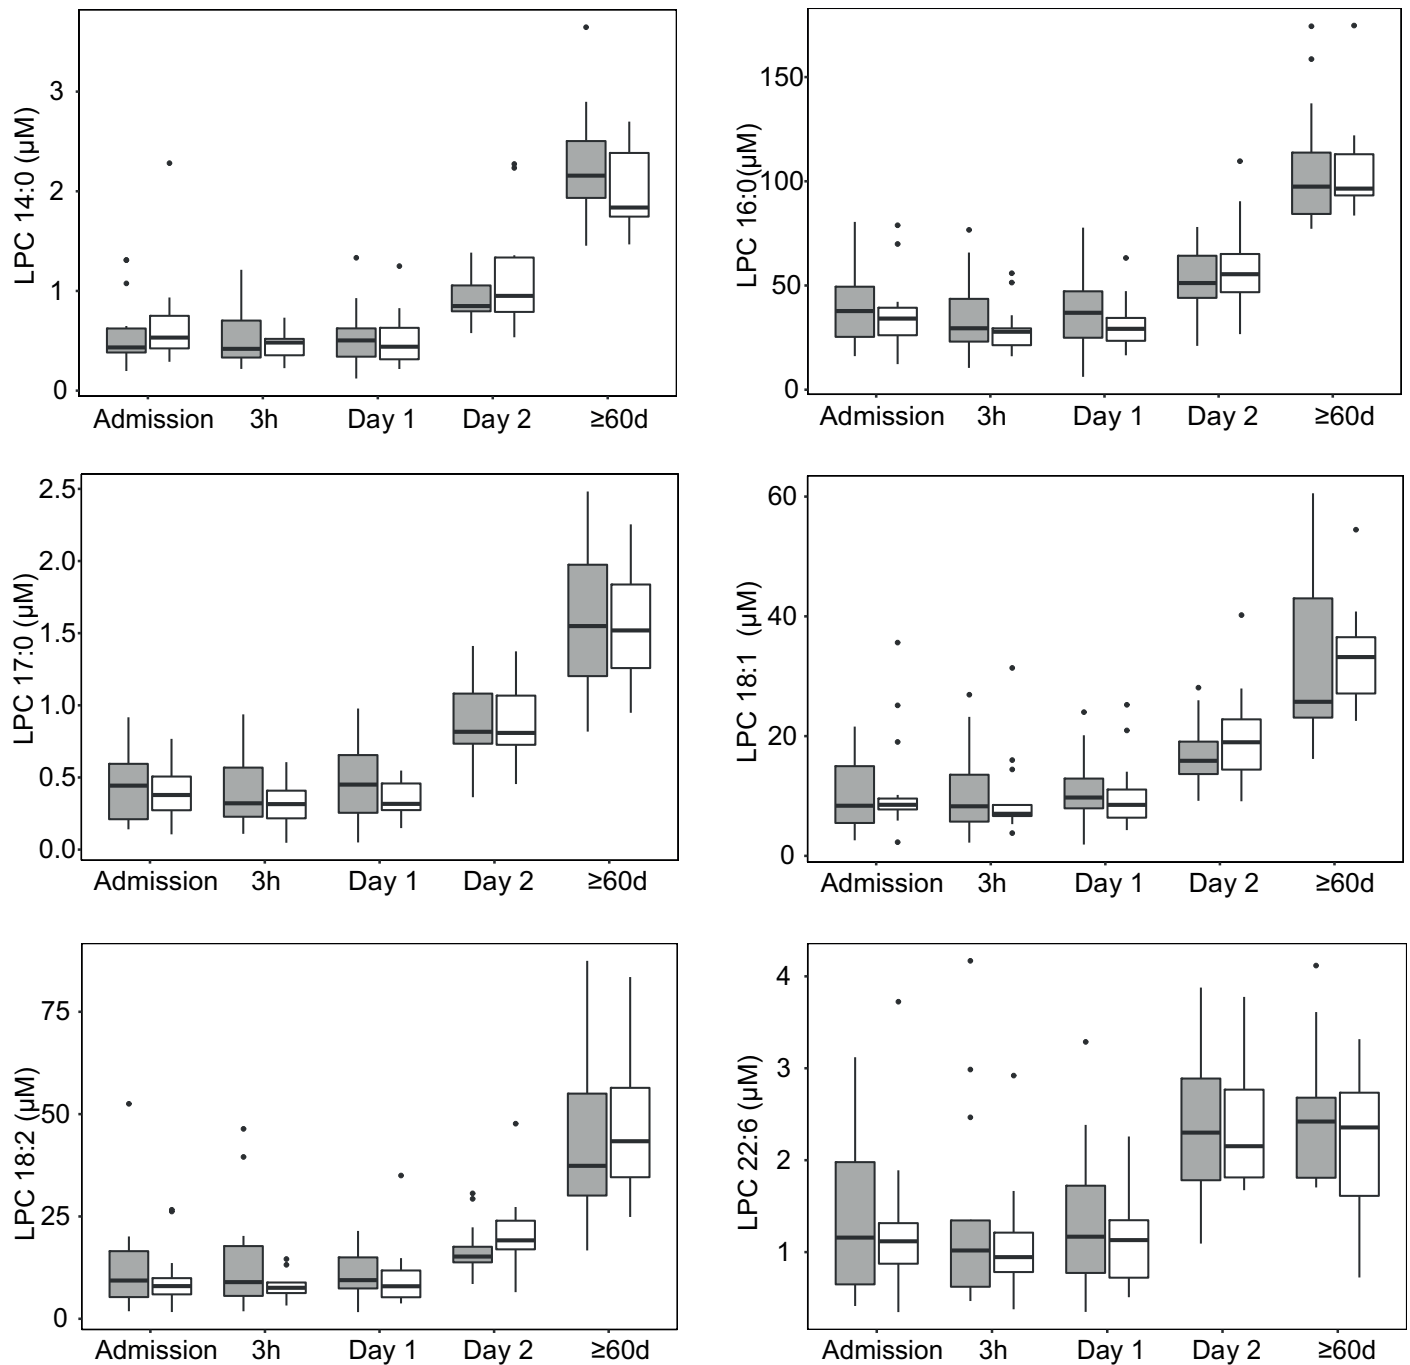 LPC 14:0 (µM)
3
2
1
0
Admission 3h Day 1 Day 2 ≥60d
LPC 16:0(µM)
150
100
50
0
Admission 3h Day 1 Day 2 ≥60d
LPC 17:0 (µM)
2.5
2.0
1.5
1.0
0.5
0.0
Admission 3h Day 1 Day 2 ≥60d
LPC 18:1 (µM)
60
40
20
0
Admission 3h Day 1 Day 2 ≥60d
LPC 18:2 (µM)
75
50
25
0
Admission 3h Day 1 Day 2 ≥60d
LPC 22:6 (µM)
4
3
2
1
Admission 3h Day 1 Day 2 ≥60d